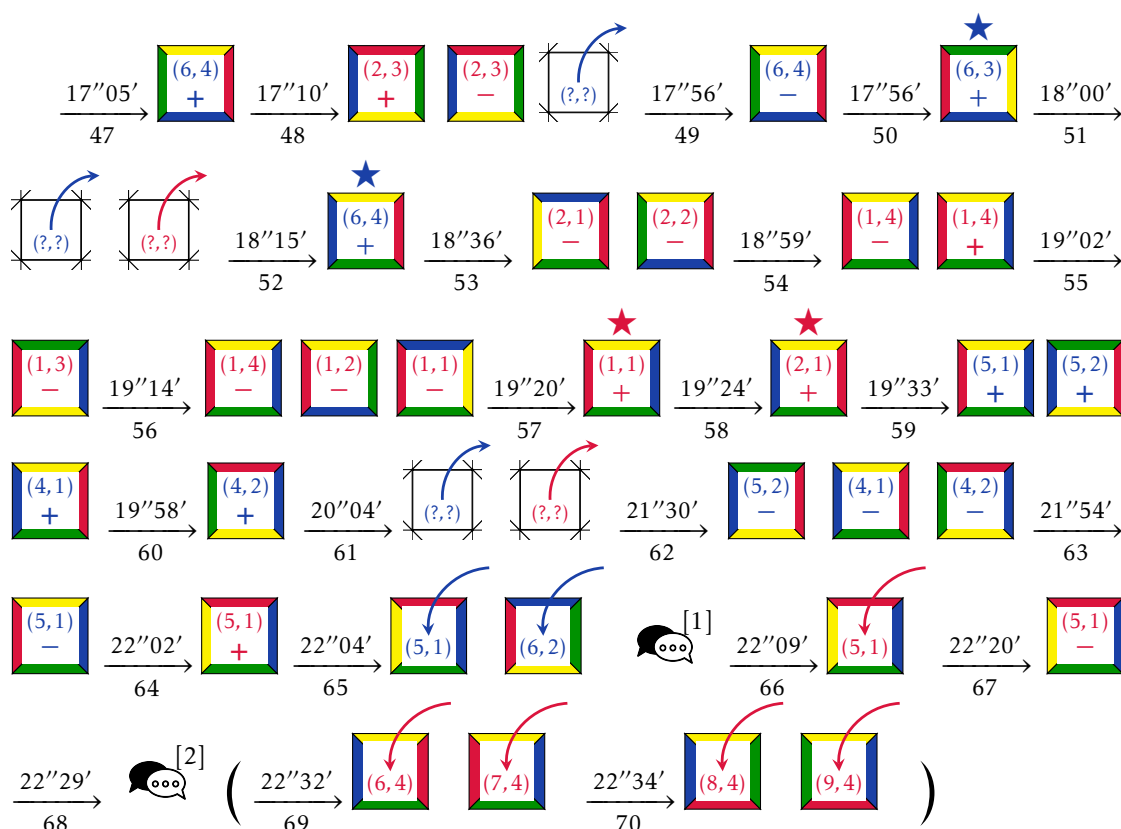 17″05′ (6,4) + 17″10′ (2,3) + (2,3) − (?,?) 17″56′ (6,4) − 17″56′ (6,3) + 18″00′
47 48 49 50 51
(?,?) (?,?) 18″15′ (6,4) + 18″36′ (2,1) − (2,2) − 18″59′ (1,4) − (1,4) + 19″02′
52 53 54 55
(1,3) − 19″14′ (1,4) − (1,2) − (1,1) − 19″20′ (1,1) + 19″24′ (2,1) + 19″33′ (5,1) + (5,2) +
56 57 58 59
(4,1) + 19″58′ (4,2) + 20″04′ (?,?) (?,?) 21″30′ (5,2) − (4,1) − (4,2) − 21″54′
60 61 62 63
(5,1) − 22″02′ (5,1) + 22″04′ (5,1) (6,2) [1] 22″09′ (5,1) 22″20′ (5,1) −
64 65 66 67
22″29′ [2] ( 22″32′ (6,4) (7,4) 22″34′ (8,4) (9,4) )
68 69 70